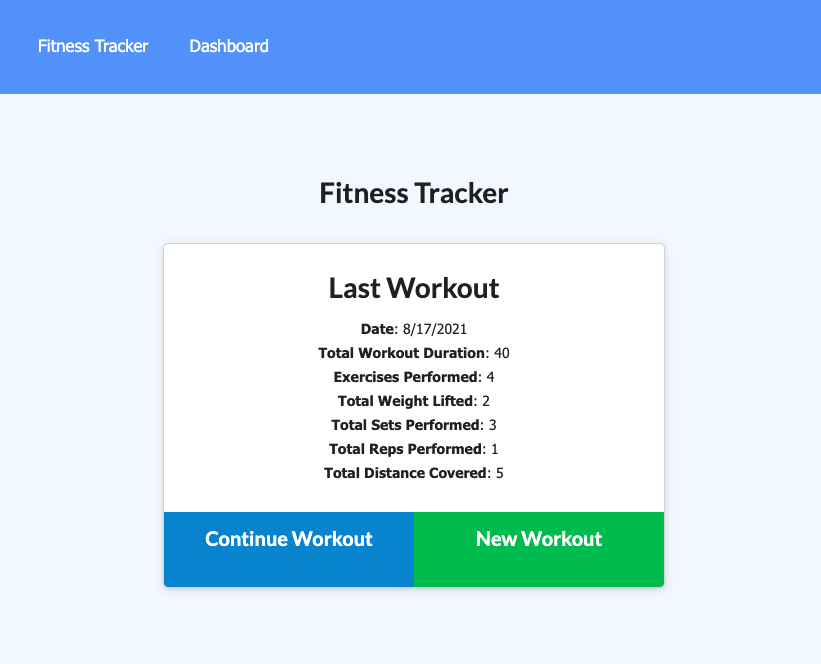 Fitness Tracker Dashboard
Fitness Tracker
Last Workout
Date: 8/17/2021
Total Workout Duration: 40
Exercises Performed: 4
Total Weight Lifted: 2
Total Sets Performed: 3
Total Reps Performed: 1
Total Distance Covered: 5
Continue Workout New Workout